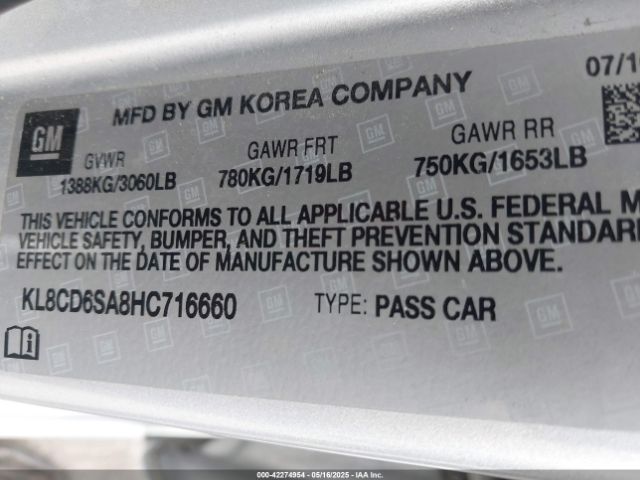 07/1
MFD BY GM KOREA COMPANY
GM
GVWR GAWR FRT GAWR RR
1388KG/3060LB 780KG/1719LB 750KG/1653LB
THIS VEHICLE CONFORMS TO ALL APPLICABLE U.S. FEDERAL M
VEHICLE SAFETY, BUMPER, AND THEFT PREVENTION STANDAR
EFFECT ON THE DATE OF MANUFACTURE SHOWN ABOVE.
KL8CD6SA8HC716660 TYPE: PASS CAR
000-42274954 - 05/16/2025 - IAA Inc.